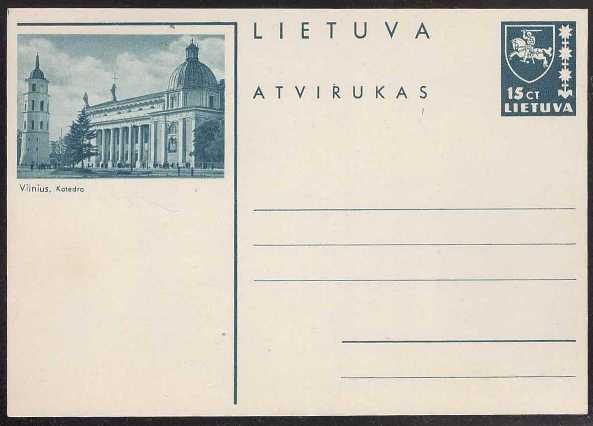 LIETUVA
ATVIRUKAS
15 CT
LIETUVA
Vilnius, Katedra